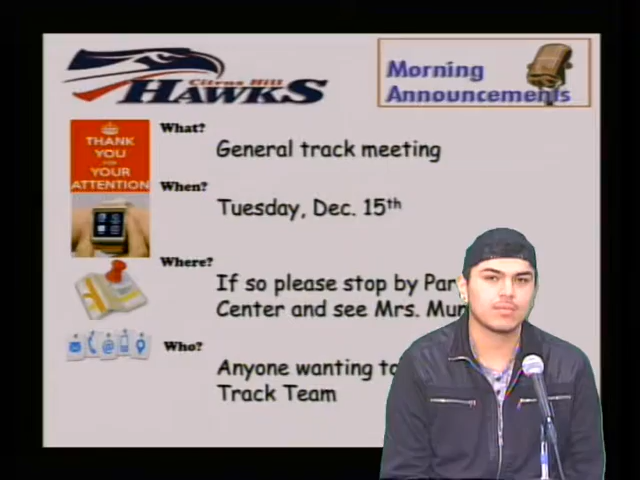 Citrus Hill
HAWKS
Morning
Announcements
THANK
YOU
YOUR
ATTENTION
What?
General track meeting
When?
Tuesday, Dec. 15th
Where?
If so please stop by
Center and see Mrs.
Who?
Anyone wanting to
Track Team